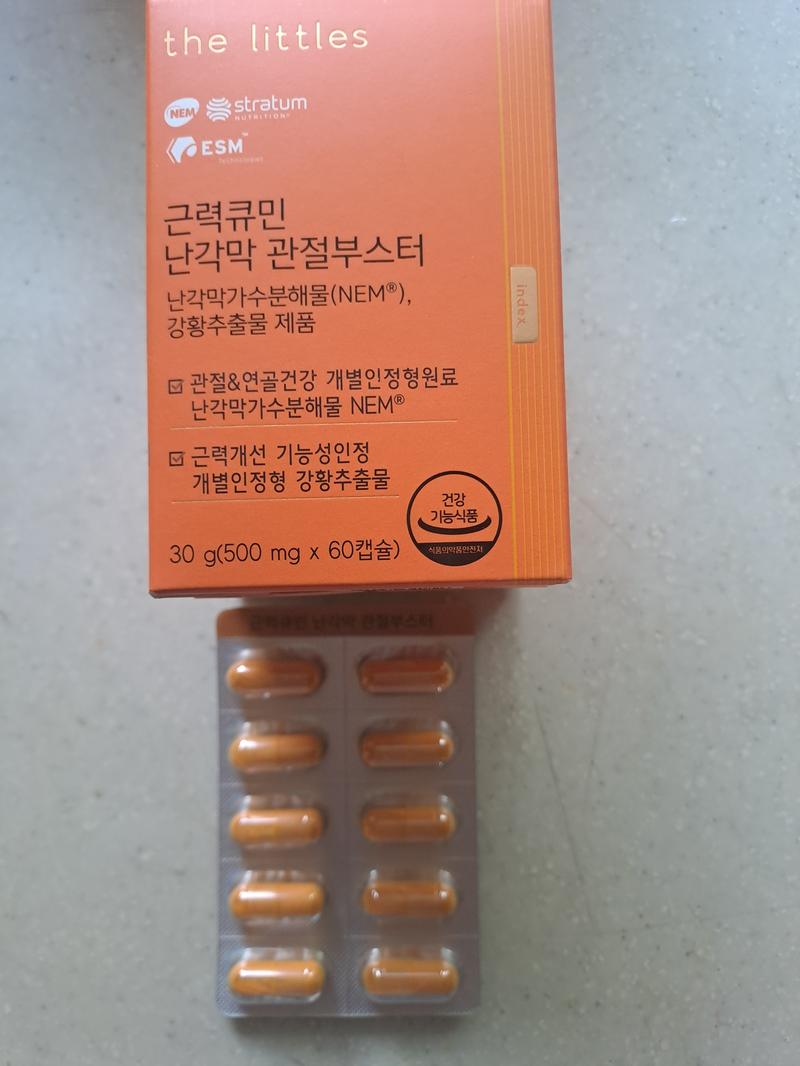 the littles
NEM stratum
NUTRITION®
ESM™
Technologies
근력큐민
난각막 관절부스터
난각막가수분해물(NEM®),
강황추출물 제품
index
관절&연골건강 개별인정형원료
난각막가수분해물 NEM®
근력개선 기능성인정
개별인정형 강황추출물
건강
기능식품
식품의약품안전처
30 g(500 mg x 60캡슐)
근력큐민 난각막 관절부스터